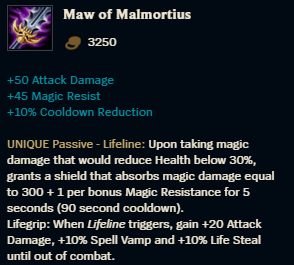 Maw of Malmortius
3250
+50 Attack Damage
+45 Magic Resist
+10% Cooldown Reduction
UNIQUE Passive - Lifeline: Upon taking magic
damage that would reduce Health below 30%,
grants a shield that absorbs magic damage equal
to 300 + 1 per bonus Magic Resistance for 5
seconds (90 second cooldown).
Lifegrip: When Lifeline triggers, gain +20 Attack
Damage, +10% Spell Vamp and +10% Life Steal
until out of combat.